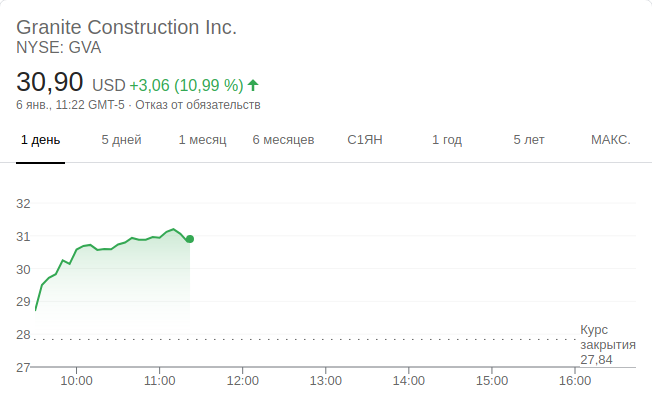 Granite Construction Inc.
NYSE: GVA
30,90 USD +3,06 (10,99 %)
6 янв., 11:22 GMT-5 · Отказ от обязательств
1 день 5 дней 1 месяц 6 месяцев С1ЯН 1 год 5 лет МАКС.
32
31
30
29
28
27
Курс
закрытия
27,84
10:00 11:00 12:00 13:00 14:00 15:00 16:00